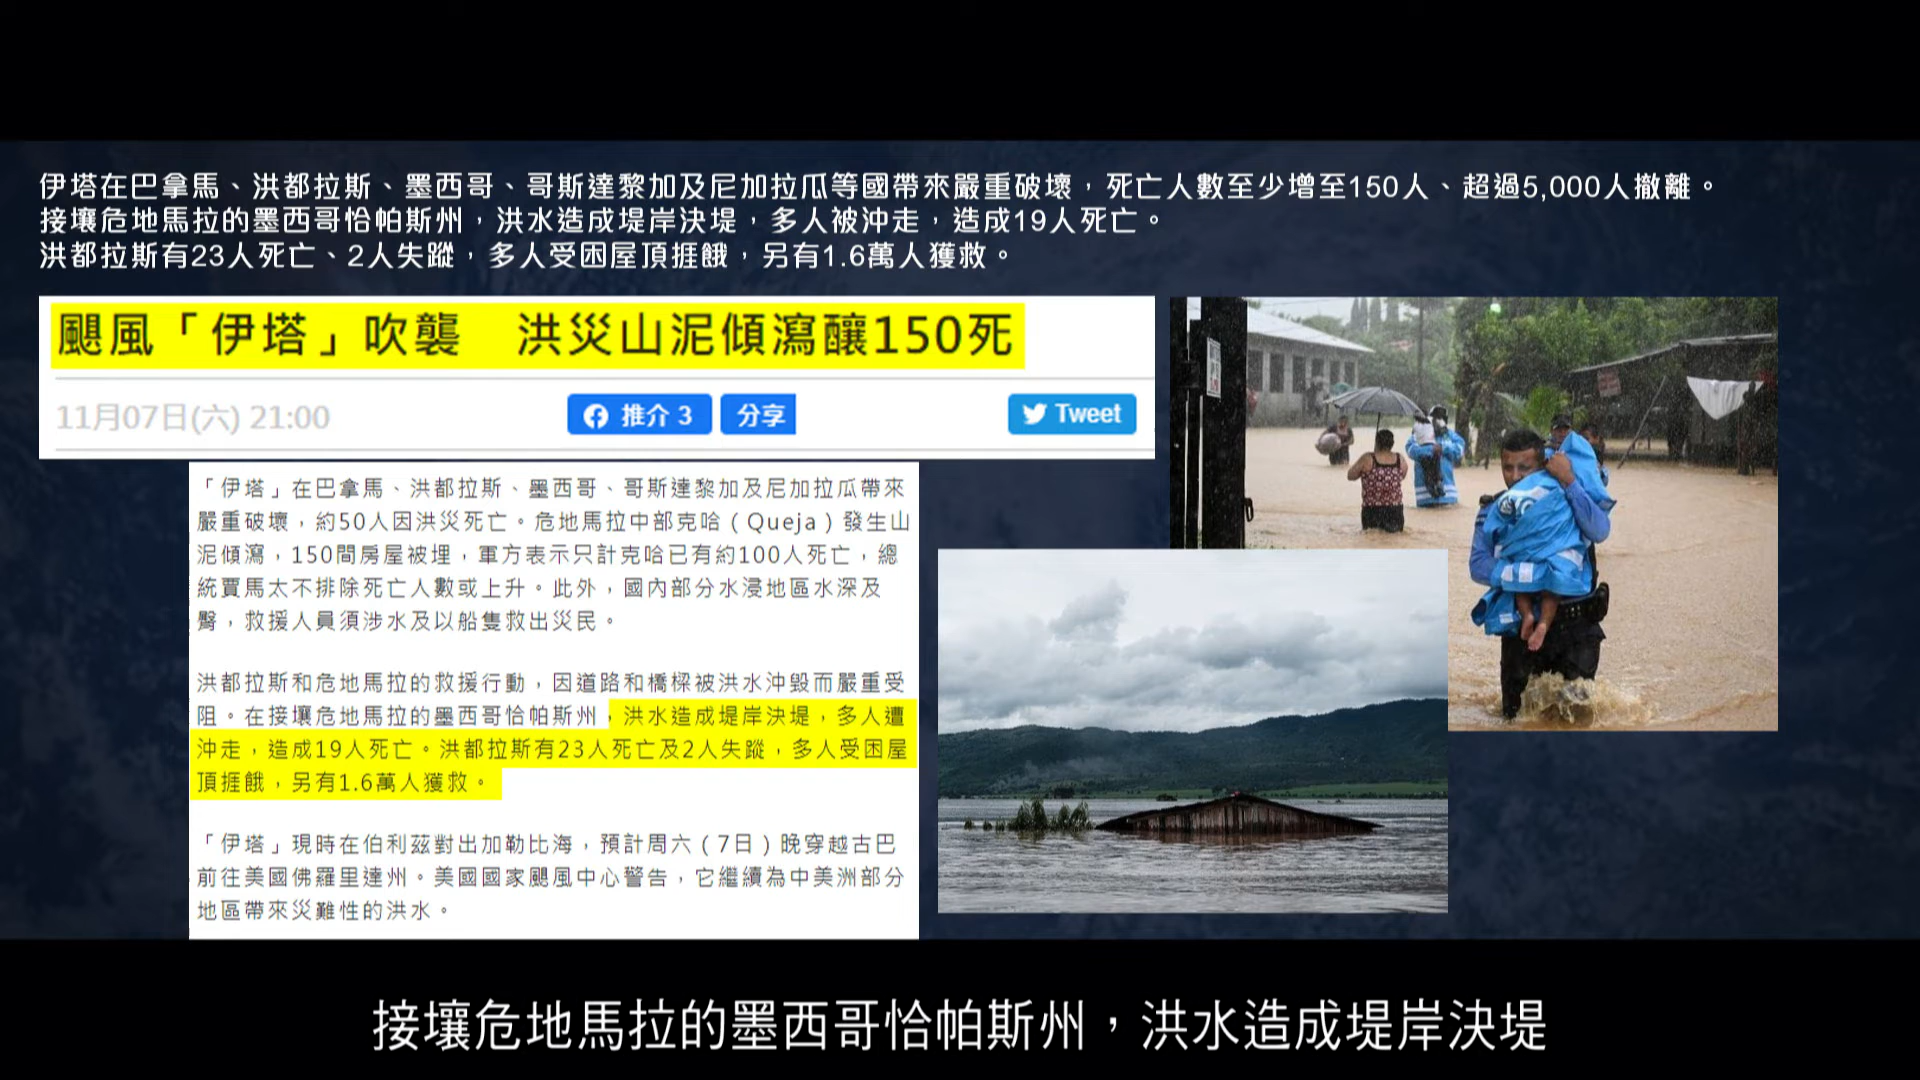 伊塔在巴拿馬、洪都拉斯、墨西哥、哥斯達黎加及尼加拉瓜等國帶來嚴重破壞，死亡人數至少增至150人、超過5,000人撤離。
接壤危地馬拉的墨西哥恰帕斯州，洪水造成堤岸決堤，多人被沖走，造成19人死亡。
洪都拉斯有23人死亡、2人失蹤，多人受困屋頂捱餓，另有1.6萬人獲救。
颶風「伊塔」吹襲　洪災山泥傾瀉釀150死
11月07日(六) 21:00
推介 3
分享
Tweet
「伊塔」在巴拿馬、洪都拉斯、墨西哥、哥斯達黎加及尼加拉瓜帶來
嚴重破壞，約50人因洪災死亡。危地馬拉中部克哈（Queja）發生山
泥傾瀉，150間房屋被埋，軍方表示只計克哈已有約100人死亡，總
統賈馬太不排除死亡人數或上升。此外，國內部分水浸地區水深及
臀，救援人員須涉水及以船隻救出災民。
洪都拉斯和危地馬拉的救援行動，因道路和橋樑被洪水沖毀而嚴重受
阻。在接壤危地馬拉的墨西哥恰帕斯州，洪水造成堤岸決堤，多人遭
沖走，造成19人死亡。洪都拉斯有23人死亡及2人失蹤，多人受困屋
頂捱餓，另有1.6萬人獲救。
「伊塔」現時在伯利茲對出加勒比海，預計周六（7日）晚穿越古巴
前往美國佛羅里達州。美國國家颶風中心警告，它繼續為中美洲部分
地區帶來災難性的洪水。
接壤危地馬拉的墨西哥恰帕斯州，洪水造成堤岸決堤